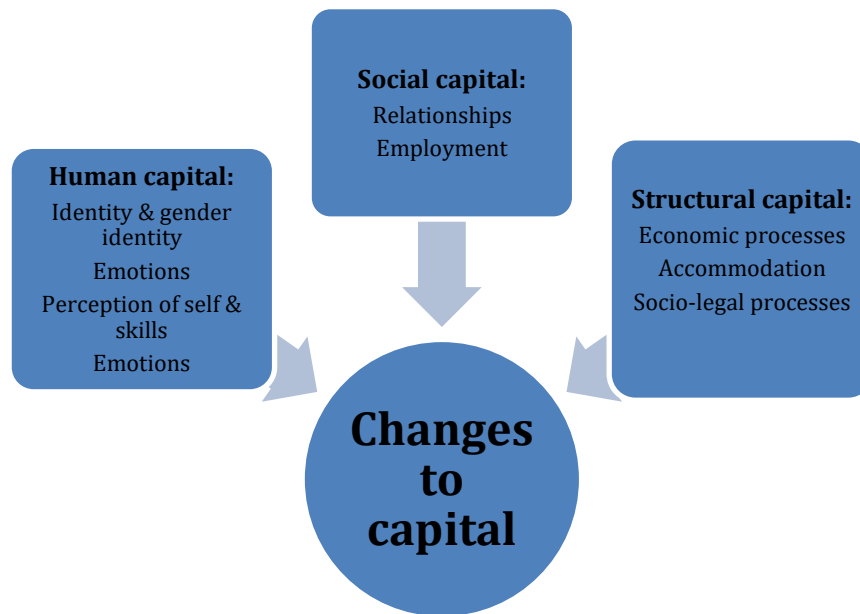 Human capital:
Identity & gender
identity
Emotions
Perception of self &
skills
Emotions
Social capital:
Relationships
Employment
Structural capital:
Economic processes
Accommodation
Socio-legal processes
Changes
to
capital